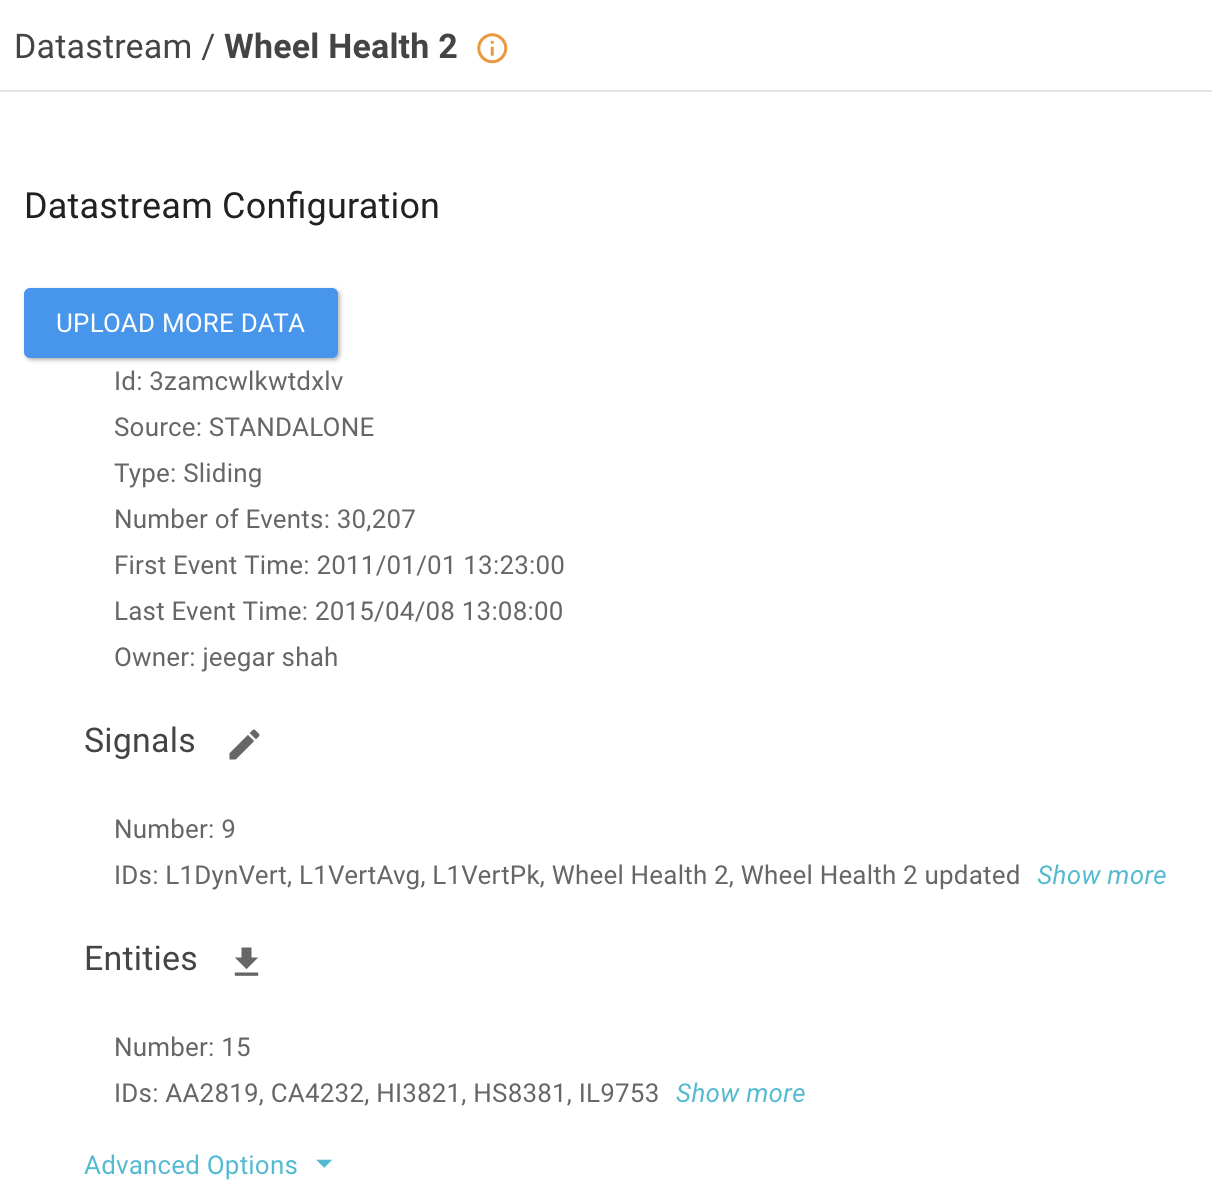 Datastream / Wheel Health 2
Datastream Configuration
UPLOAD MORE DATA
Id: 3zamcwlkwtdxlv
Source: STANDALONE
Type: Sliding
Number of Events: 30,207
First Event Time: 2011/01/01 13:23:00
Last Event Time: 2015/04/08 13:08:00
Owner: jeegar shah
Signals
Number: 9
IDs: L1DynVert, L1VertAvg, L1VertPk, Wheel Health 2, Wheel Health 2 updated Show more
Entities
Number: 15
IDs: AA2819, CA4232, HI3821, HS8381, IL9753 Show more
Advanced Options